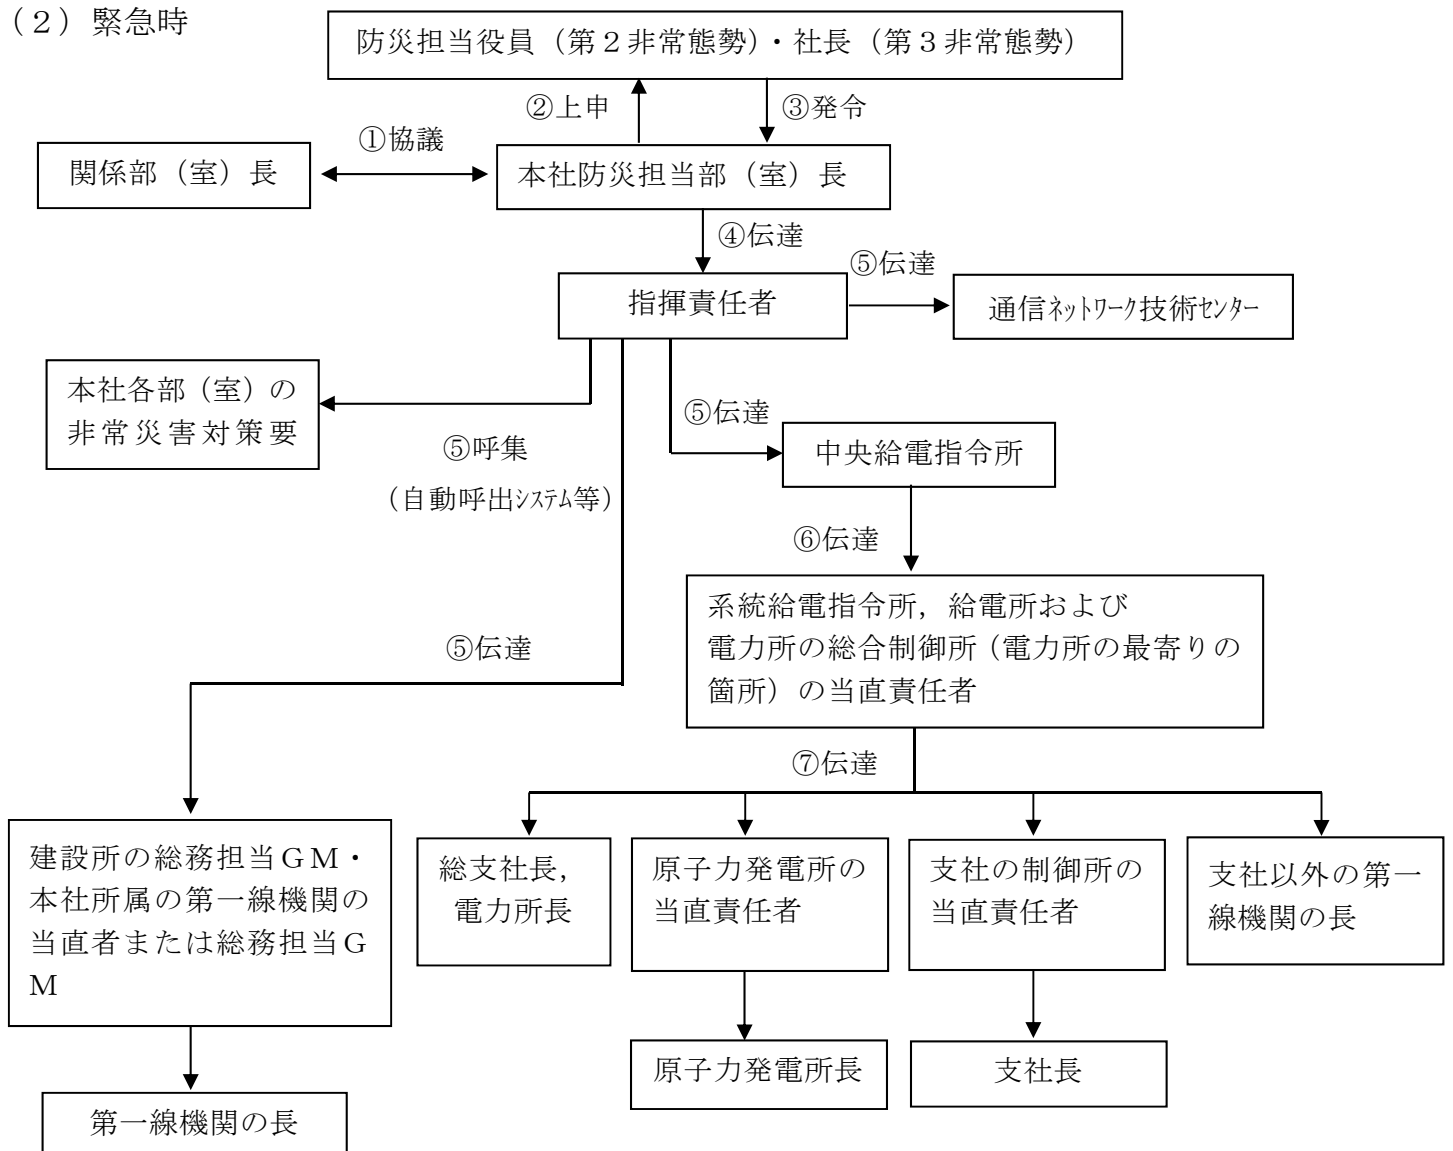 （２）緊急時
防災担当役員（第２非常態勢）・社長（第３非常態勢）
②上申
③発令
①協議
関係部（室）長
本社防災担当部（室）長
④伝達
⑤伝達
指揮責任者
通信ﾈｯﾄﾜｰｸ技術ｾﾝﾀｰ
本社各部（室）の
非常災害対策要
⑤伝達
⑤呼集
（自動呼出ｼｽﾃﾑ等）
中央給電指令所
⑥伝達
系統給電指令所，給電所および
電力所の総合制御所（電力所の最寄りの
箇所）の当直責任者
⑤伝達
⑦伝達
建設所の総務担当ＧＭ・
本社所属の第一線機関の
当直者または総務担当Ｇ
Ｍ
総支社長，
電力所長
原子力発電所の
当直責任者
支社の制御所の
当直責任者
支社以外の第一
線機関の長
原子力発電所長
支社長
第一線機関の長